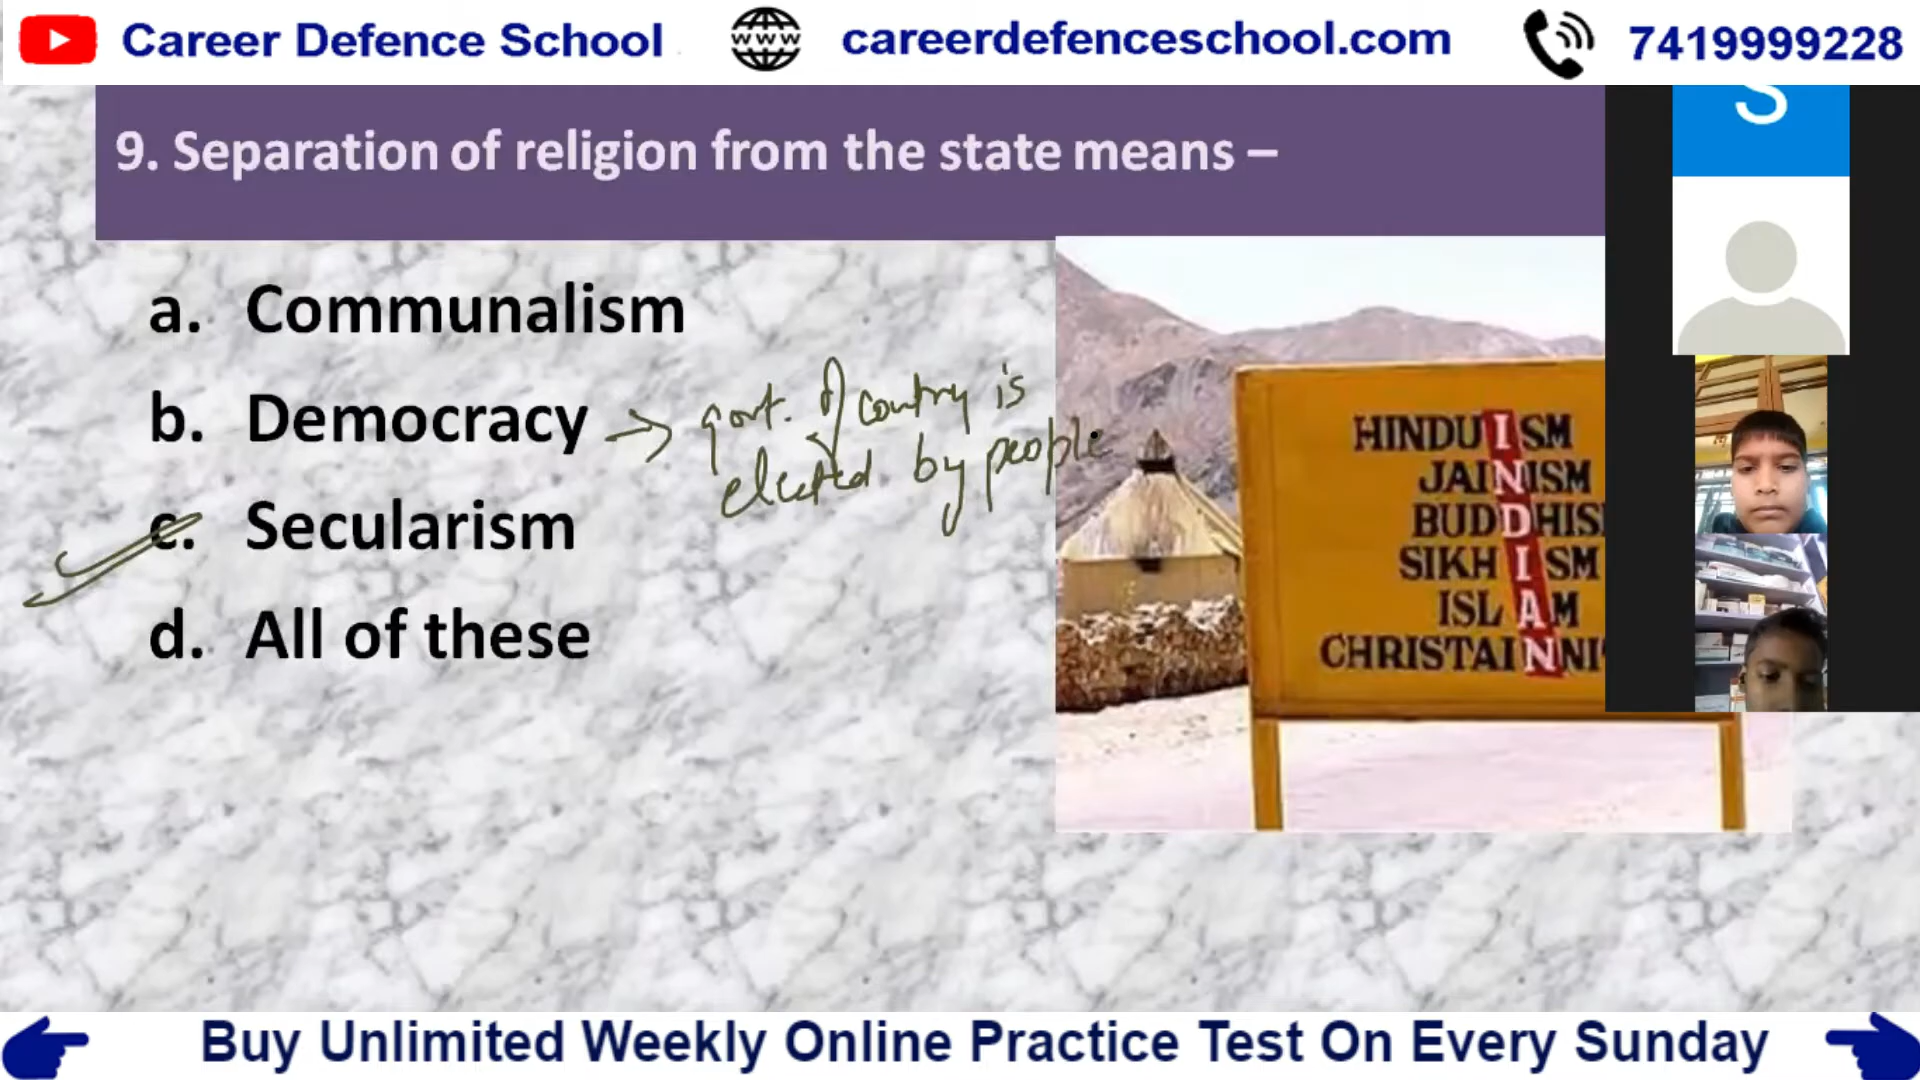 Career Defence School
www
careerdefenceschool.com
7419999228
S
9. Separation of religion from the state means –
a. Communalism
b. Democracy → govt. of country is
elected by people
c. Secularism
d. All of these
HINDUISM
JAINISM
BUDDHIS
SIKHISM
ISLAM
CHRISTAINNI
Buy Unlimited Weekly Online Practice Test On Every Sunday